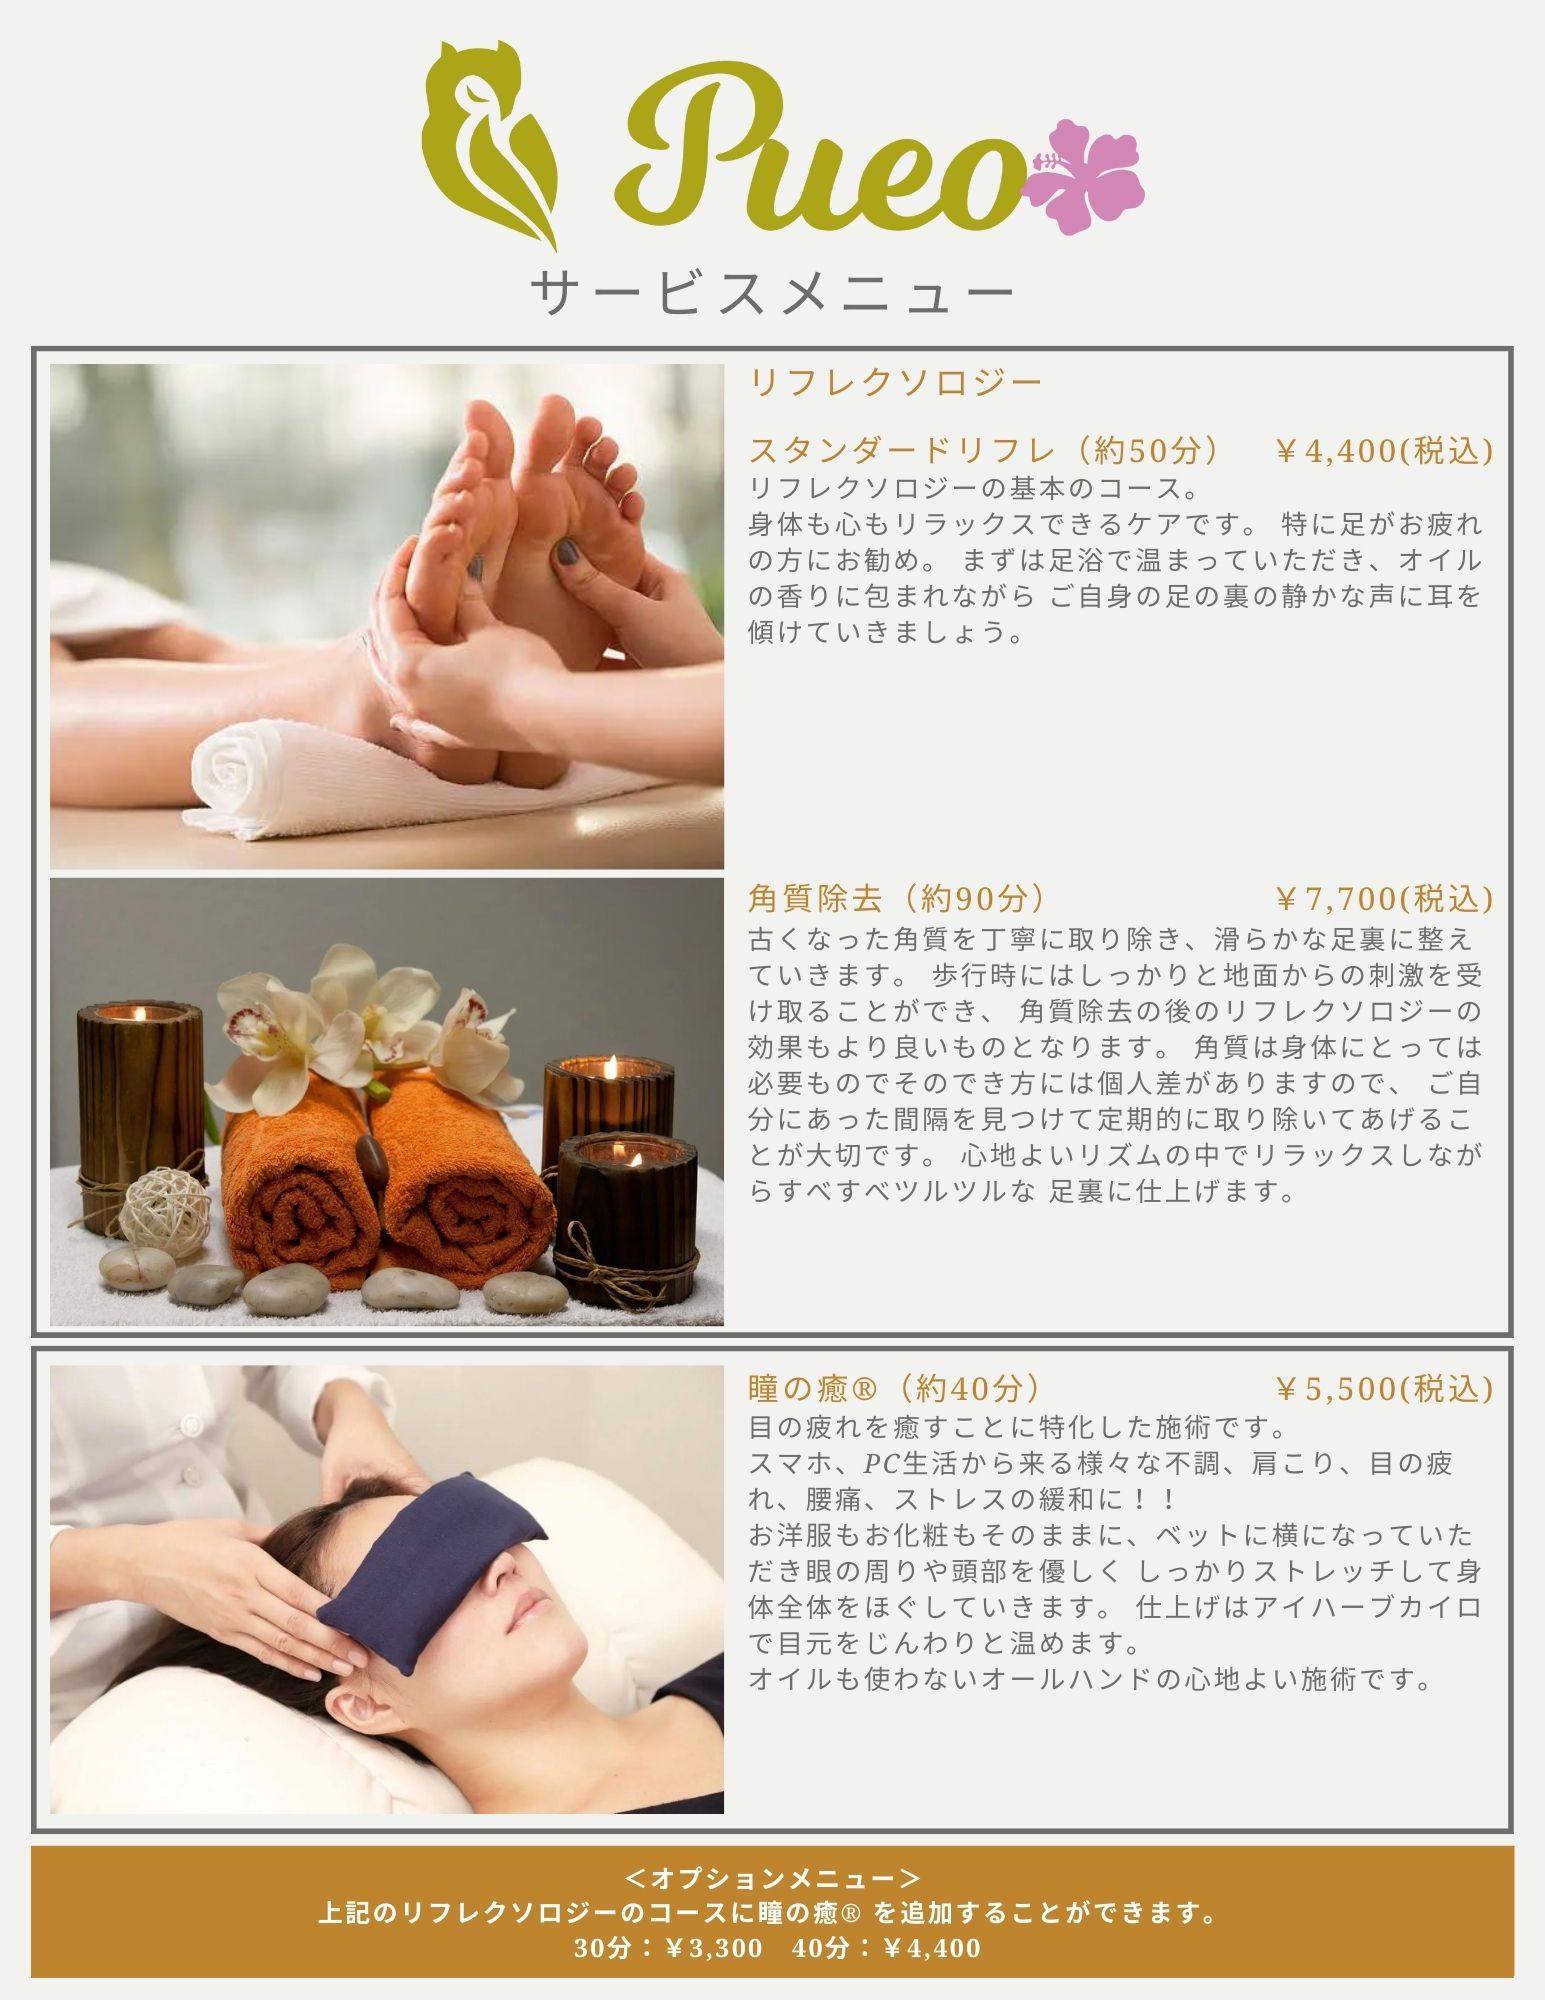 Pueo
サービスメニュー
リフレクソロジー
スタンダードリフレ（約50分） ￥4,400(税込)
リフレクソロジーの基本のコース。
身体も心もリラックスできるケアです。 特に足がお疲れ
の方にお勧め。 まずは足浴で温まっていただき、オイル
の香りに包まれながら ご自身の足の裏の静かな声に耳を
傾けていきましょう。
角質除去（約90分） ￥7,700(税込)
古くなった角質を丁寧に取り除き、滑らかな足裏に整え
ていきます。 歩行時にはしっかりと地面からの刺激を受
け取ることができ、 角質除去の後のリフレクソロジーの
効果もより良いものとなります。 角質は身体にとっては
必要ものでそのでき方には個人差がありますので、 ご自
分にあった間隔を見つけて定期的に取り除いてあげるこ
とが大切です。 心地よいリズムの中でリラックスしなが
らすべすべツルツルな 足裏に仕上げます。
瞳の癒®（約40分） ￥5,500(税込)
目の疲れを癒すことに特化した施術です。
スマホ、PC生活から来る様々な不調、肩こり、目の疲
れ、腰痛、ストレスの緩和に！！
お洋服もお化粧もそのままに、ベットに横になっていた
だき眼の周りや頭部を優しく しっかりストレッチして身
体全体をほぐしていきます。 仕上げはアイハーブカイロ
で目元をじんわりと温めます。
オイルも使わないオールハンドの心地よい施術です。
＜オプションメニュー＞
上記のリフレクソロジーのコースに瞳の癒® を追加することができます。
30分：￥3,300 40分：￥4,400